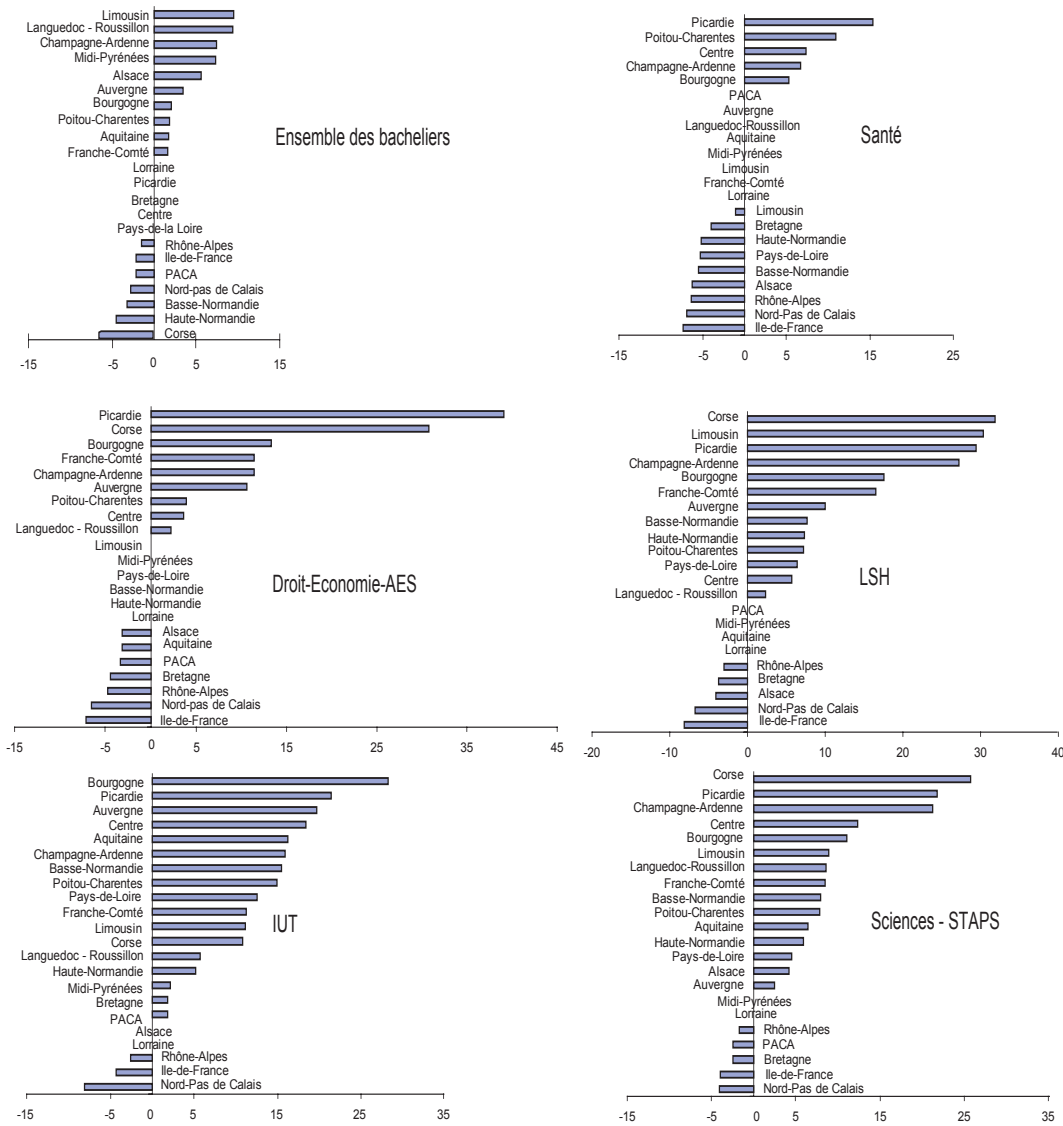 Limousin
Languedoc - Roussillon
Champagne-Ardenne
Midi-Pyrénées
Alsace
Auvergne
Bourgogne
Poitou-Charentes
Aquitaine
Franche-Comté
Lorraine
Picardie
Bretagne
Centre
Pays-de-la Loire
Rhône-Alpes
Ile-de-France
PACA
Nord-pas de Calais
Basse-Normandie
Haute-Normandie
Corse
Ensemble des bacheliers
-15 -5 0 5 15
Picardie
Poitou-Charentes
Centre
Champagne-Ardenne
Bourgogne
PACA
Auvergne
Languedoc-Roussillon
Aquitaine
Midi-Pyrénées
Limousin
Franche-Comté
Lorraine
Limousin
Bretagne
Haute-Normandie
Pays-de-Loire
Basse-Normandie
Alsace
Rhône-Alpes
Nord-Pas de Calais
Ile-de-France
Santé
-15 -5 0 5 15 25
Picardie
Corse
Bourgogne
Franche-Comté
Champagne-Ardenne
Auvergne
Poitou-Charentes
Centre
Languedoc - Roussillon
Limousin
Midi-Pyrénées
Pays-de-Loire
Basse-Normandie
Haute-Normandie
Lorraine
Alsace
Aquitaine
PACA
Bretagne
Rhône-Alpes
Nord-pas de Calais
Ile-de-France
Droit-Economie-AES
-15 -5 0 5 15 25 35 45
Corse
Limousin
Picardie
Champagne-Ardenne
Bourgogne
Franche-Comté
Auvergne
Basse-Normandie
Haute-Normandie
Poitou-Charentes
Pays-de-Loire
Centre
Languedoc - Roussillon
PACA
Midi-Pyrénées
Aquitaine
Lorraine
Rhône-Alpes
Bretagne
Alsace
Nord-Pas de Calais
Ile-de-France
LSH
-20 -10 0 10 20 30 40
Bourgogne
Picardie
Auvergne
Centre
Aquitaine
Champagne-Ardenne
Basse-Normandie
Poitou-Charentes
Pays-de-Loire
Franche-Comté
Limousin
Corse
Languedoc - Roussillon
Haute-Normandie
Midi-Pyrénées
Bretagne
PACA
Alsace
Lorraine
Rhône-Alpes
Ile-de-France
Nord-Pas de Calais
IUT
-15 -5 0 5 15 25 35
Corse
Picardie
Champagne-Ardenne
Centre
Bourgogne
Limousin
Languedoc-Roussillon
Franche-Comté
Basse-Normandie
Poitou-Charentes
Aquitaine
Haute-Normandie
Pays-de-Loire
Alsace
Auvergne
Midi-Pyrénées
Lorraine
Rhône-Alpes
PACA
Bretagne
Ile-de-France
Nord-Pas de Calais
Sciences - STAPS
-15 -5 0 5 15 25 35